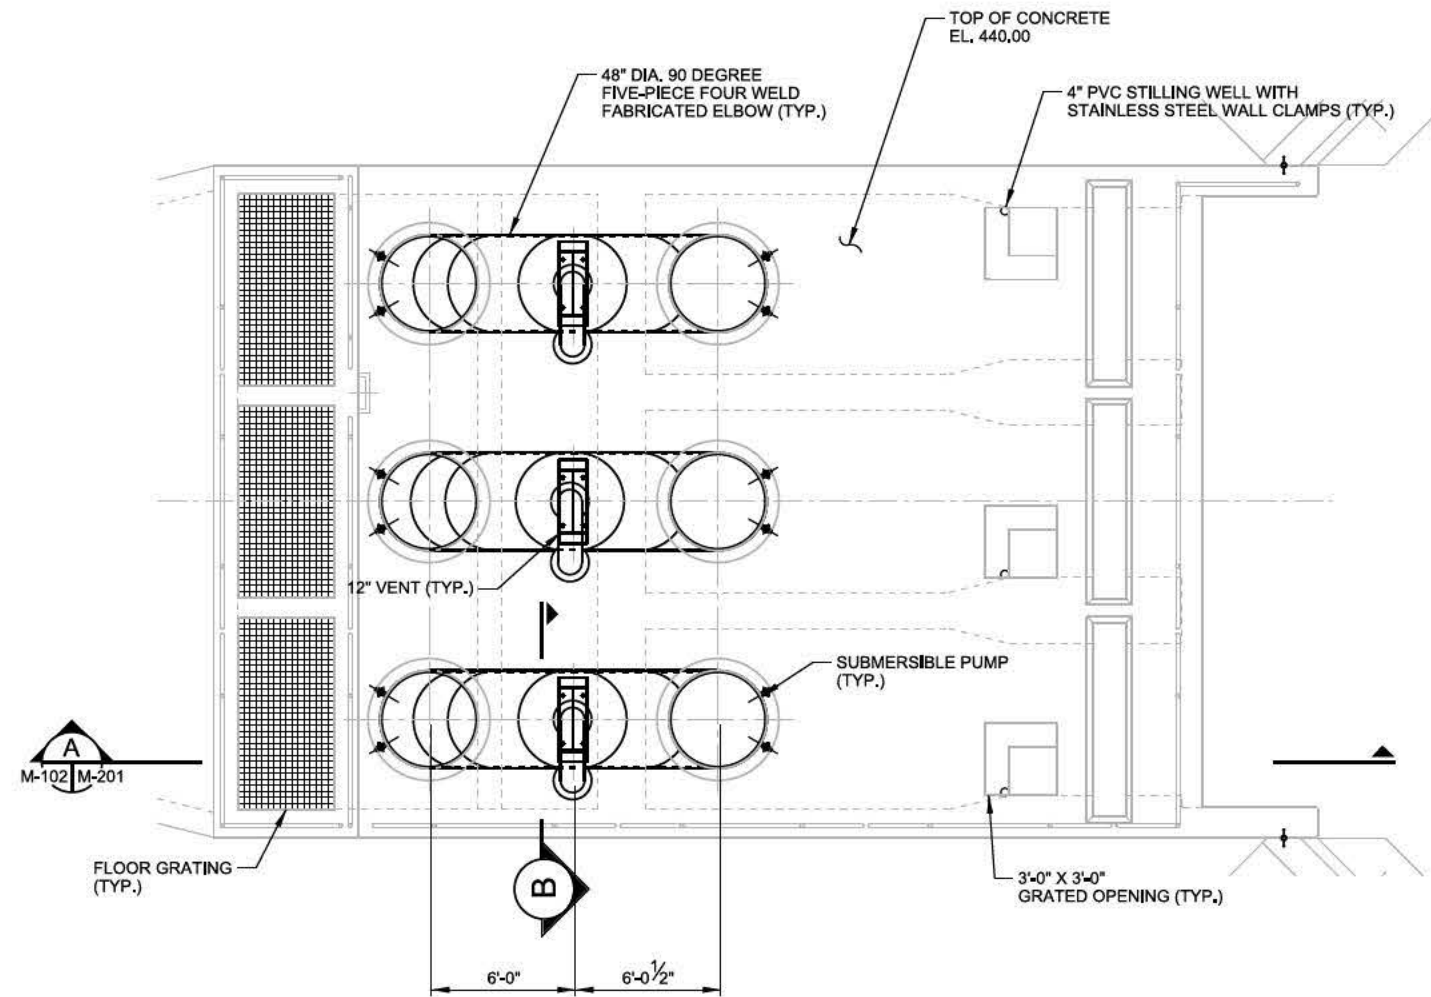 TOP OF CONCRETE
EL. 440.00
48" DIA. 90 DEGREE
FIVE-PIECE FOUR WELD
FABRICATED ELBOW (TYP.)
4" PVC STILLING WELL WITH
STAINLESS STEEL WALL CLAMPS (TYP.)
12" VENT (TYP.)
SUBMERSIBLE PUMP
(TYP.)
A
M-102 M-201
FLOOR GRATING
(TYP.)
B
3'-0" X 3'-0"
GRATED OPENING (TYP.)
6'-0"
6'-0 1/2"